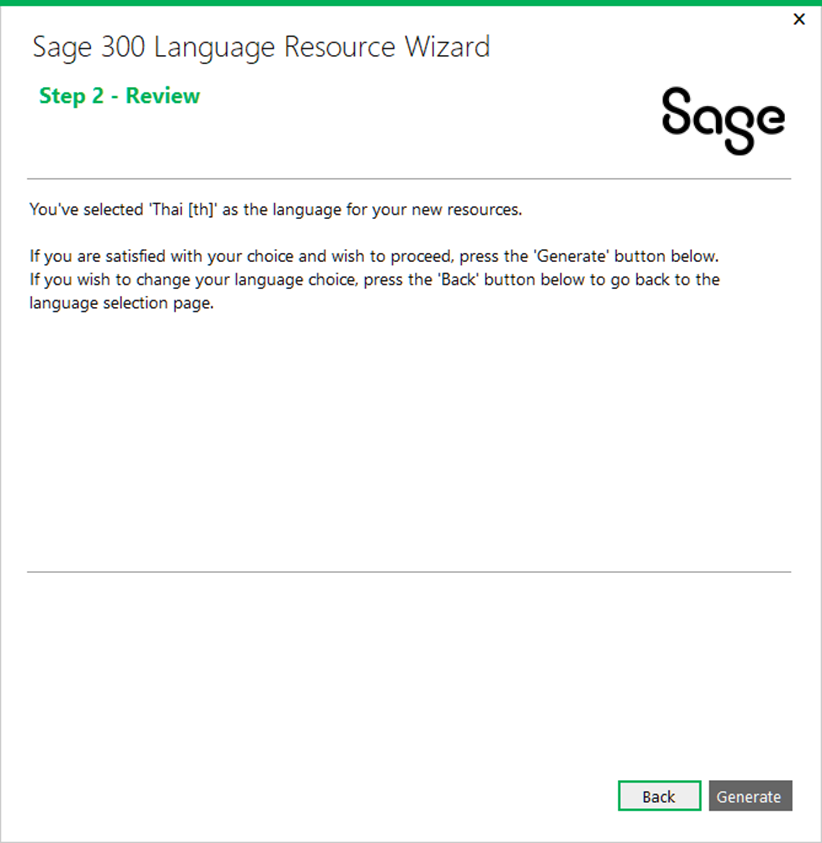 Sage 300 Language Resource Wizard
Step 2 - Review
Sage
You've selected 'Thai [th]' as the language for your new resources.
If you are satisfied with your choice and wish to proceed, press the 'Generate' button below.
If you wish to change your language choice, press the 'Back' button below to go back to the
language selection page.
Back
Generate